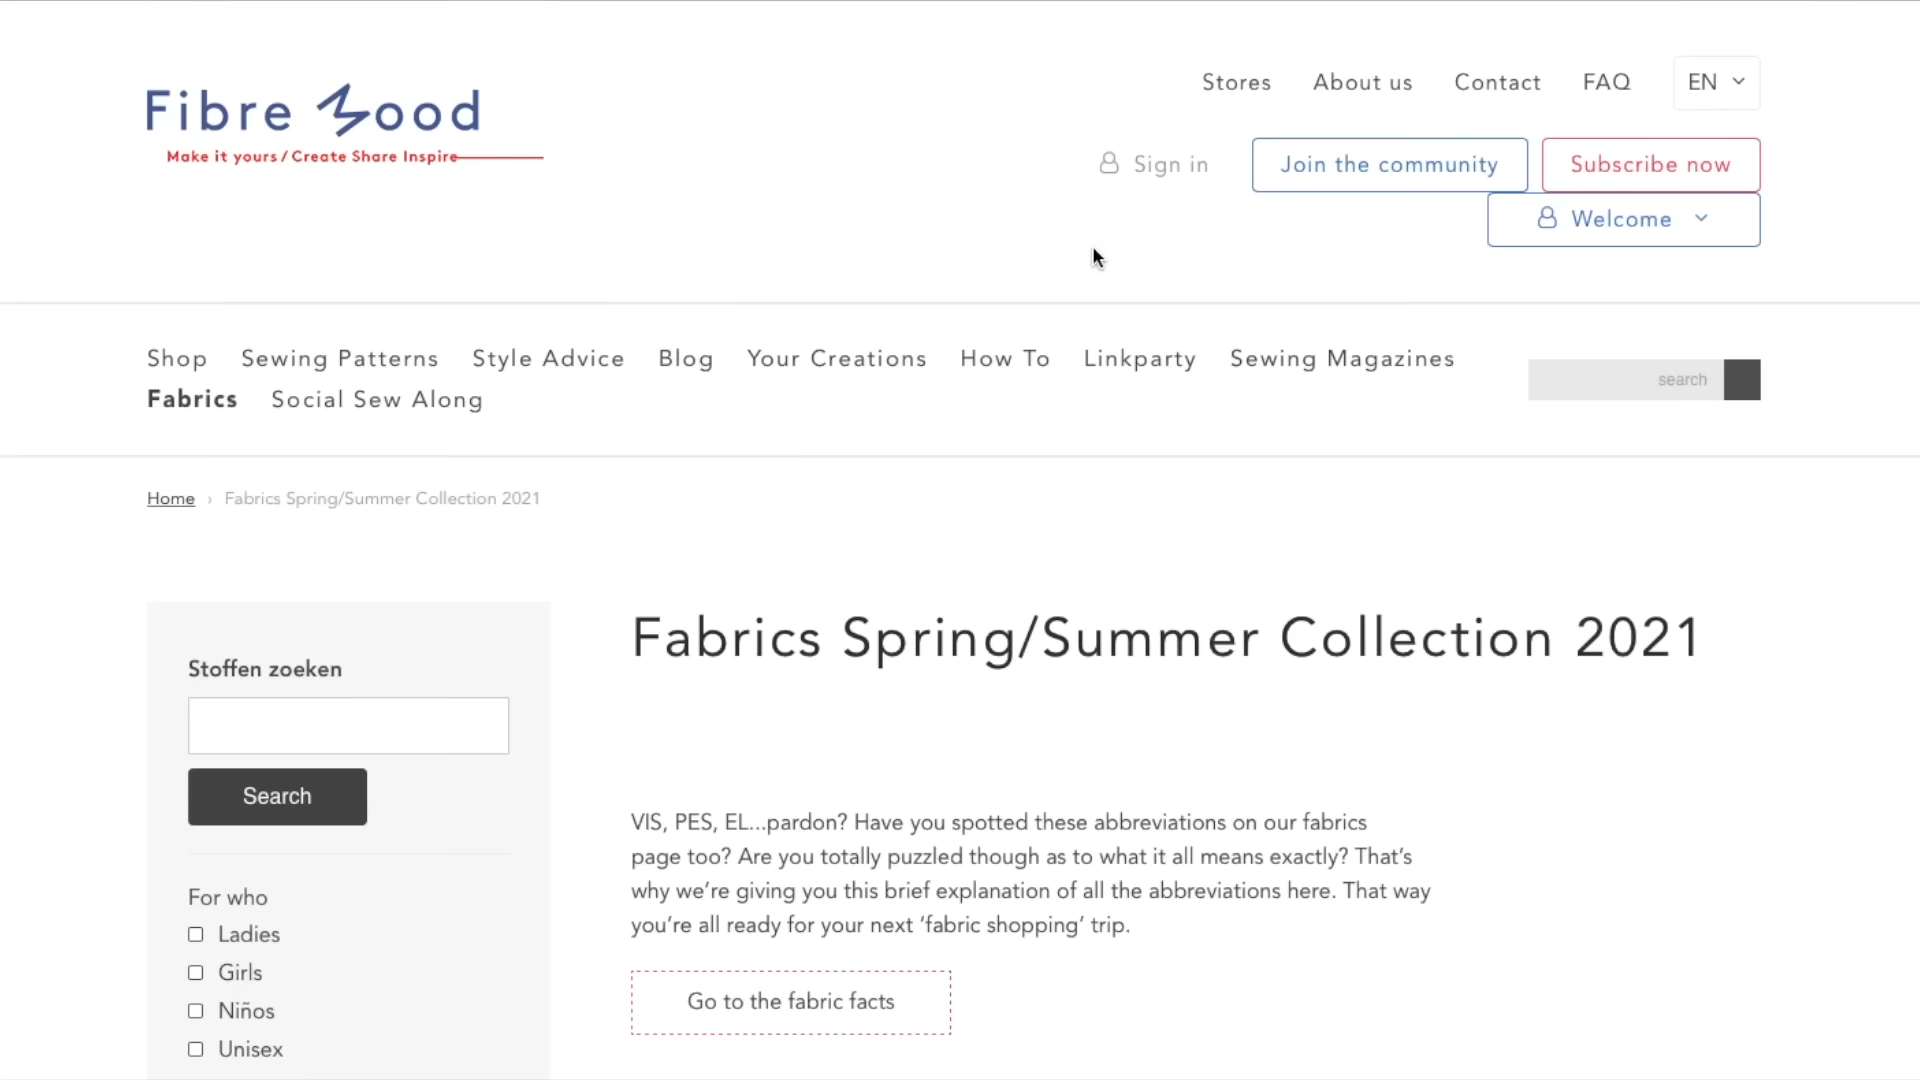 Stores About us Contact FAQ EN
Fibre Mood
Make it yours / Create Share Inspire
Sign in Join the community Subscribe now
Welcome
Shop Sewing Patterns Style Advice Blog Your Creations How To Linkparty Sewing Magazines
Fabrics Social Sew Along
search
Home › Fabrics Spring/Summer Collection 2021
Stoffen zoeken
Search
For who
Ladies
Girls
Niños
Unisex
Fabrics Spring/Summer Collection 2021
VIS, PES, EL...pardon? Have you spotted these abbreviations on our fabrics
page too? Are you totally puzzled though as to what it all means exactly? That’s
why we’re giving you this brief explanation of all the abbreviations here. That way
you’re all ready for your next ‘fabric shopping’ trip.
Go to the fabric facts